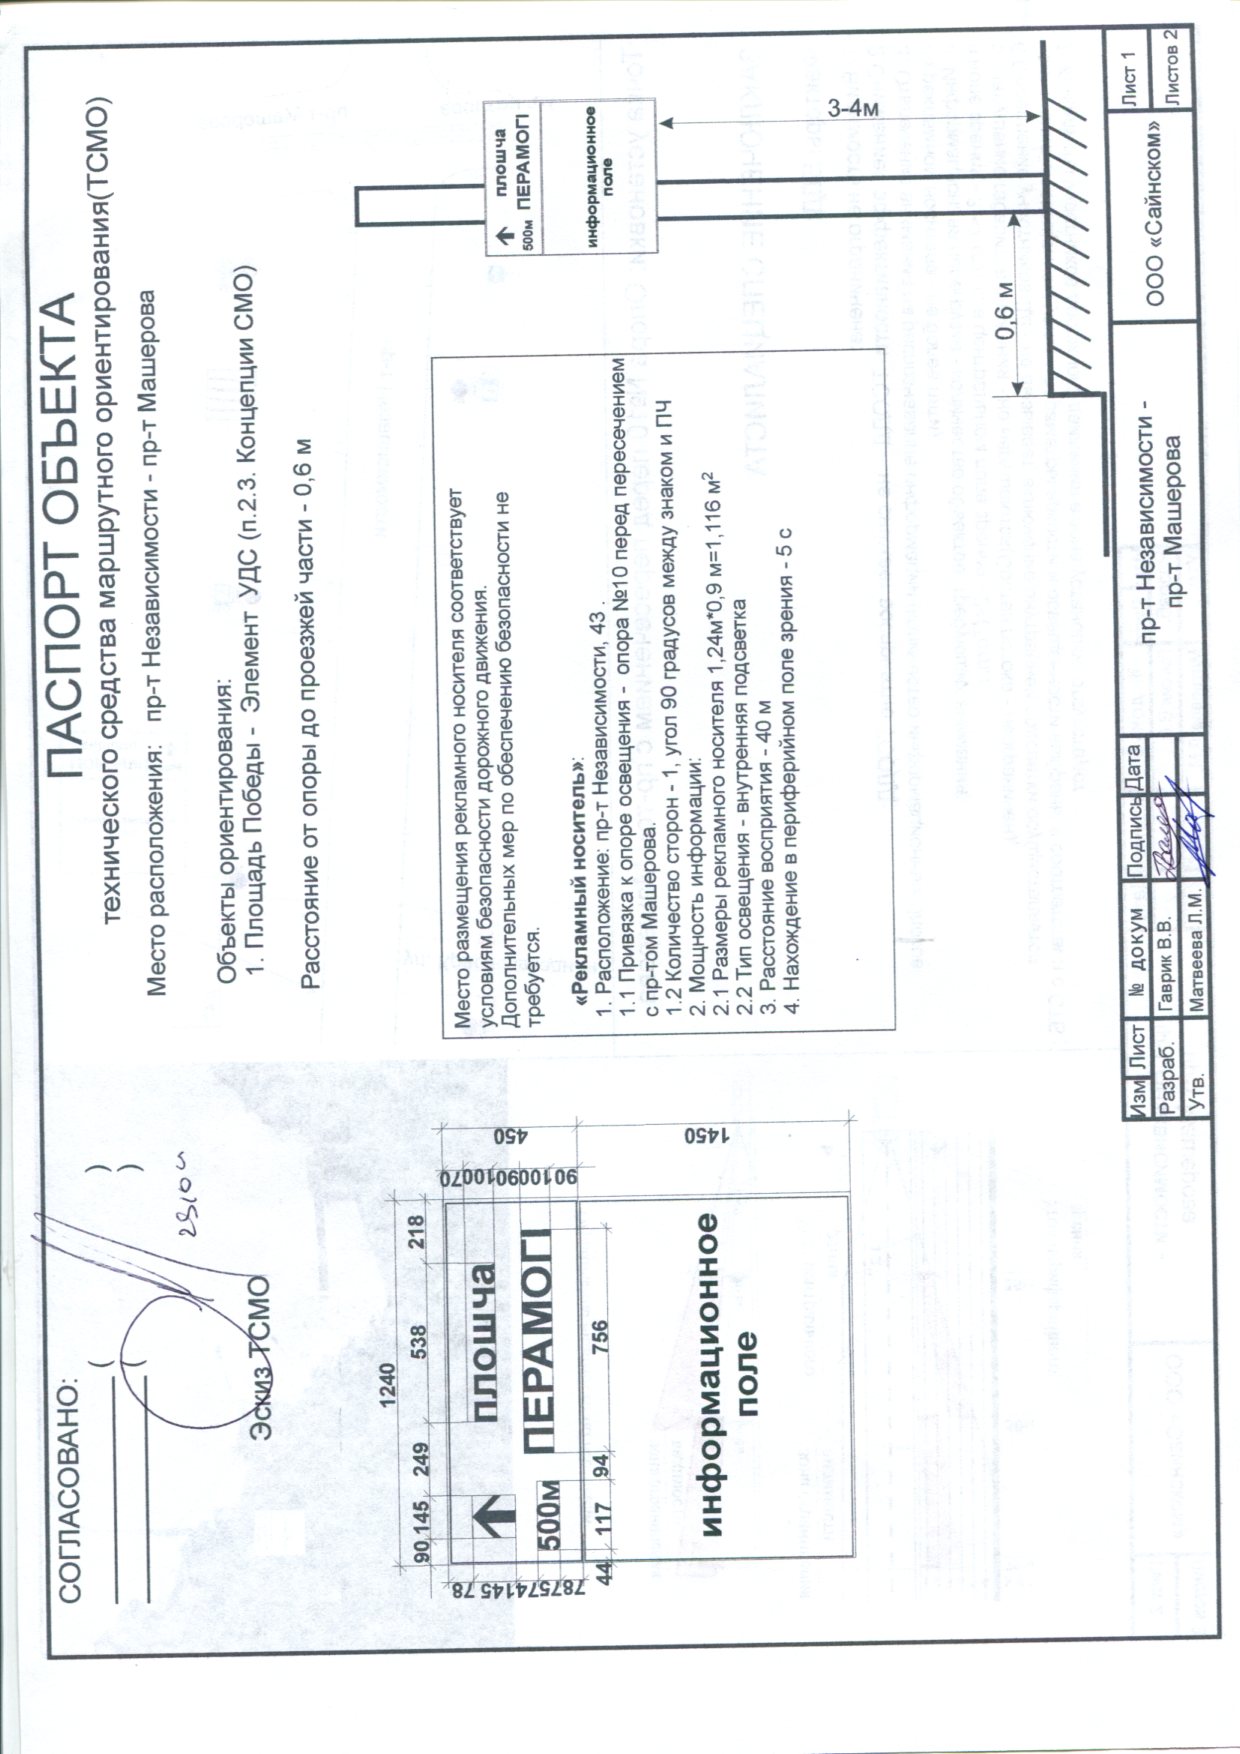 СОГЛАСОВАНО:
( )
( )
Эскиз ТСМО
ПАСПОРТ ОБЪЕКТА
технического средства маршрутного ориентирования(ТСМО)
Место расположения: пр-т Независимости - пр-т Машерова
Объекты ориентирования:
1. Площадь Победы - Элемент УДС (п.2.3. Концепции СМО)
Расстояние от опоры до проезжей части - 0,6 м
1240
90 145 249 538 218
площча
500м ПЕРАМОГІ
44 117 94 756
78 145 74 75 78
70 100 90 100 90
450
1450
информационное
поле
Место размещения рекламного носителя соответствует
условиям безопасности дорожного движения.
Дополнительных мер по обеспечению безопасности не
требуется.
«Рекламный носитель»:
1. Расположение: пр-т Независимости, 43 .
1.1 Привязка к опоре освещения - опора №10 перед пересечением
с пр-том Машерова.
1.2 Количество сторон - 1, угол 90 градусов между знаком и ПЧ
2. Мощность информации:
2.1 Размеры рекламного носителя 1,24м*0,9 м=1,116 м2
2.2 Тип освещения - внутренняя подсветка
3. Расстояние восприятия - 40 м
4. Нахождение в периферийном поле зрения - 5 с
площча
500м ПЕРАМОГІ
информационное
поле
3-4м
0,6 м
Изм Лист № докум Подпись Дата
Разраб. Гаврик В.В.
Утв. Матвеева Л.М.
пр-т Независимости -
пр-т Машерова
ООО «Сайнском»
Лист 1
Листов 2